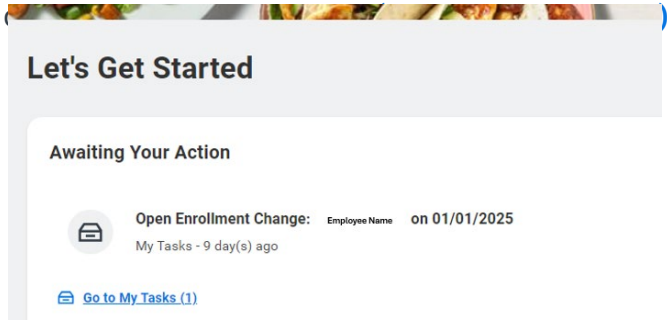 Let's Get Started
Awaiting Your Action
Open Enrollment Change: Employee Name on 01/01/2025
My Tasks - 9 day(s) ago
Go to My Tasks (1)